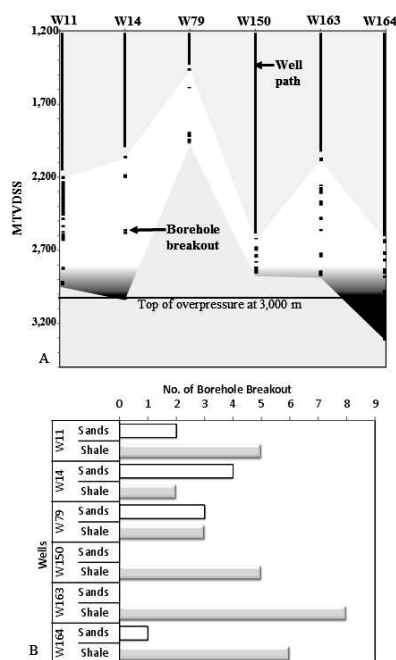 W11 W14 W79 W150 W163 W164
1,200
1,700
2,200
2,700
3,200
MTVDSS
Well
path
Borehole
breakout
Top of overpressure at 3,000 m
A
No. of Borehole Breakout
0 1 2 3 4 5 6 7 8 9
Wells
W11
Sands
Shale
W14
Sands
Shale
W79
Sands
Shale
W150
Sands
Shale
W163
Sands
Shale
W164
Sands
Shale
B